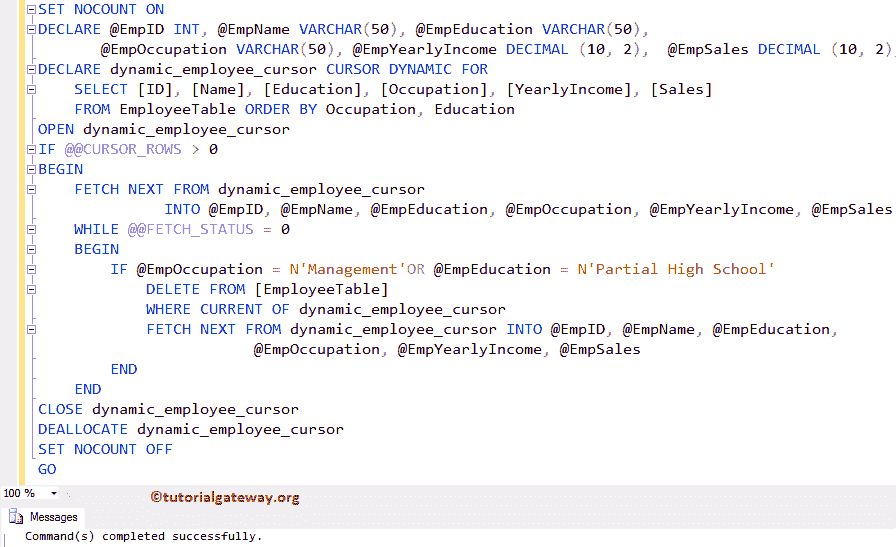 SET NOCOUNT ON
DECLARE @EmpID INT, @EmpName VARCHAR(50), @EmpEducation VARCHAR(50),
@EmpOccupation VARCHAR(50), @EmpYearlyIncome DECIMAL (10, 2), @EmpSales DECIMAL (10, 2)
DECLARE dynamic_employee_cursor CURSOR DYNAMIC FOR
SELECT [ID], [Name], [Education], [Occupation], [YearlyIncome], [Sales]
FROM EmployeeTable ORDER BY Occupation, Education
OPEN dynamic_employee_cursor
IF @@CURSOR_ROWS > 0
BEGIN
FETCH NEXT FROM dynamic_employee_cursor
INTO @EmpID, @EmpName, @EmpEducation, @EmpOccupation, @EmpYearlyIncome, @EmpSales
WHILE @@FETCH_STATUS = 0
BEGIN
IF @EmpOccupation = N'Management'OR @EmpEducation = N'Partial High School'
DELETE FROM [EmployeeTable]
WHERE CURRENT OF dynamic_employee_cursor
FETCH NEXT FROM dynamic_employee_cursor INTO @EmpID, @EmpName, @EmpEducation,
@EmpOccupation, @EmpYearlyIncome, @EmpSales
END
END
CLOSE dynamic_employee_cursor
DEALLOCATE dynamic_employee_cursor
SET NOCOUNT OFF
GO
100 %
©tutorialgateway.org
Messages
Command(s) completed successfully.